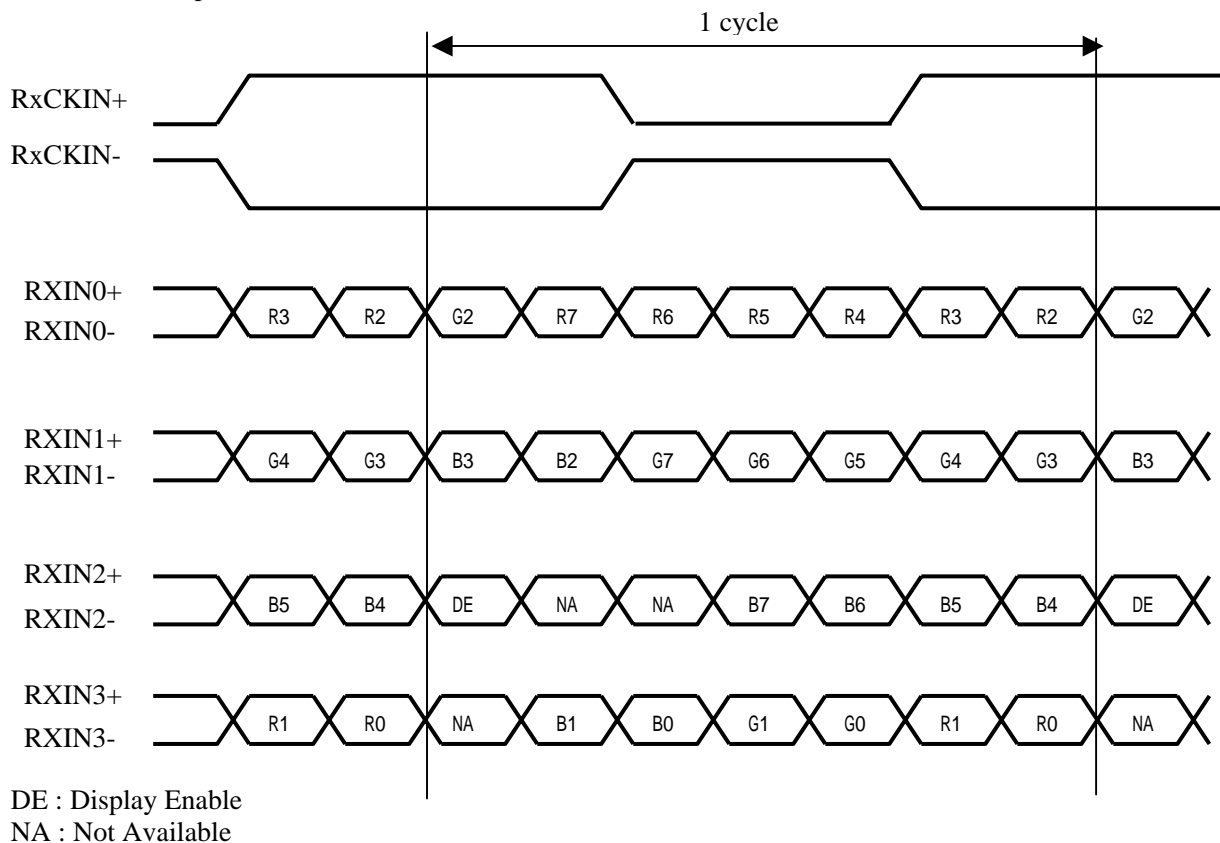 1 cycle
RxCKIN+
RxCKIN-
RXIN0+
R3 R2 G2 R7 R6 R5 R4 R3 R2 G2
RXIN0-
RXIN1+
G4 G3 B3 B2 G7 G6 G5 G4 G3 B3
RXIN1-
RXIN2+
B5 B4 DE NA NA B7 B6 B5 B4 DE
RXIN2-
RXIN3+
R1 R0 NA B1 B0 G1 G0 R1 R0 NA
RXIN3-
DE : Display Enable
NA : Not Available